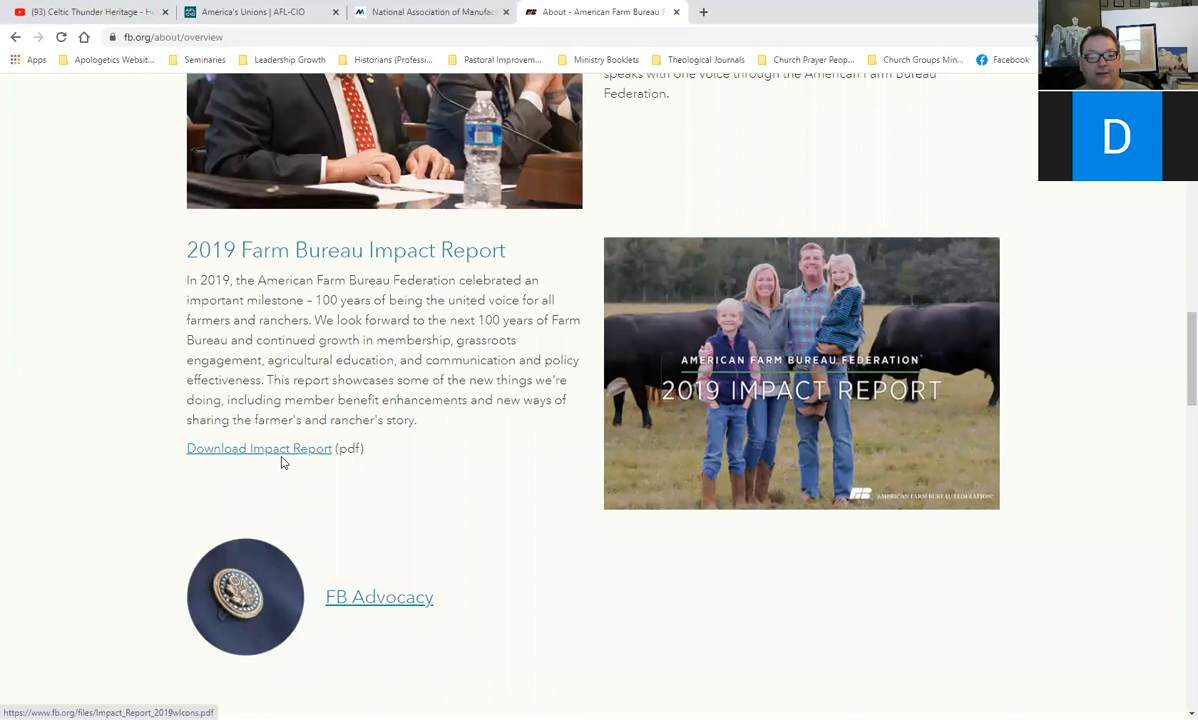 (93) Celtic Thunder Heritage - H
America's Unions | AFL-CIO
National Association of Manufac
About - American Farm Bureau F
fb.org/about/overview
Apps
Apologetics Websit...
Seminaries
Leadership Growth
Historians (Professi...
Pastoral Improvem...
Ministry Booklets
Theological Journals
Church Prayer Peop...
Church Groups Min...
Facebook
speaks with one voice through the American Farm Bureau
Federation.
D
2019 Farm Bureau Impact Report
In 2019, the American Farm Bureau Federation celebrated an
important milestone – 100 years of being the united voice for all
farmers and ranchers. We look forward to the next 100 years of Farm
Bureau and continued growth in membership, grassroots
engagement, agricultural education, and communication and policy
effectiveness. This report showcases some of the new things we're
doing, including member benefit enhancements and new ways of
sharing the farmer's and rancher's story.
Download Impact Report (pdf)
AMERICAN FARM BUREAU FEDERATION®
2019 IMPACT REPORT
FB AMERICAN FARM BUREAU FEDERATION®
FB Advocacy
https://www.fb.org/files/Impact_Report_2019wIcons.pdf